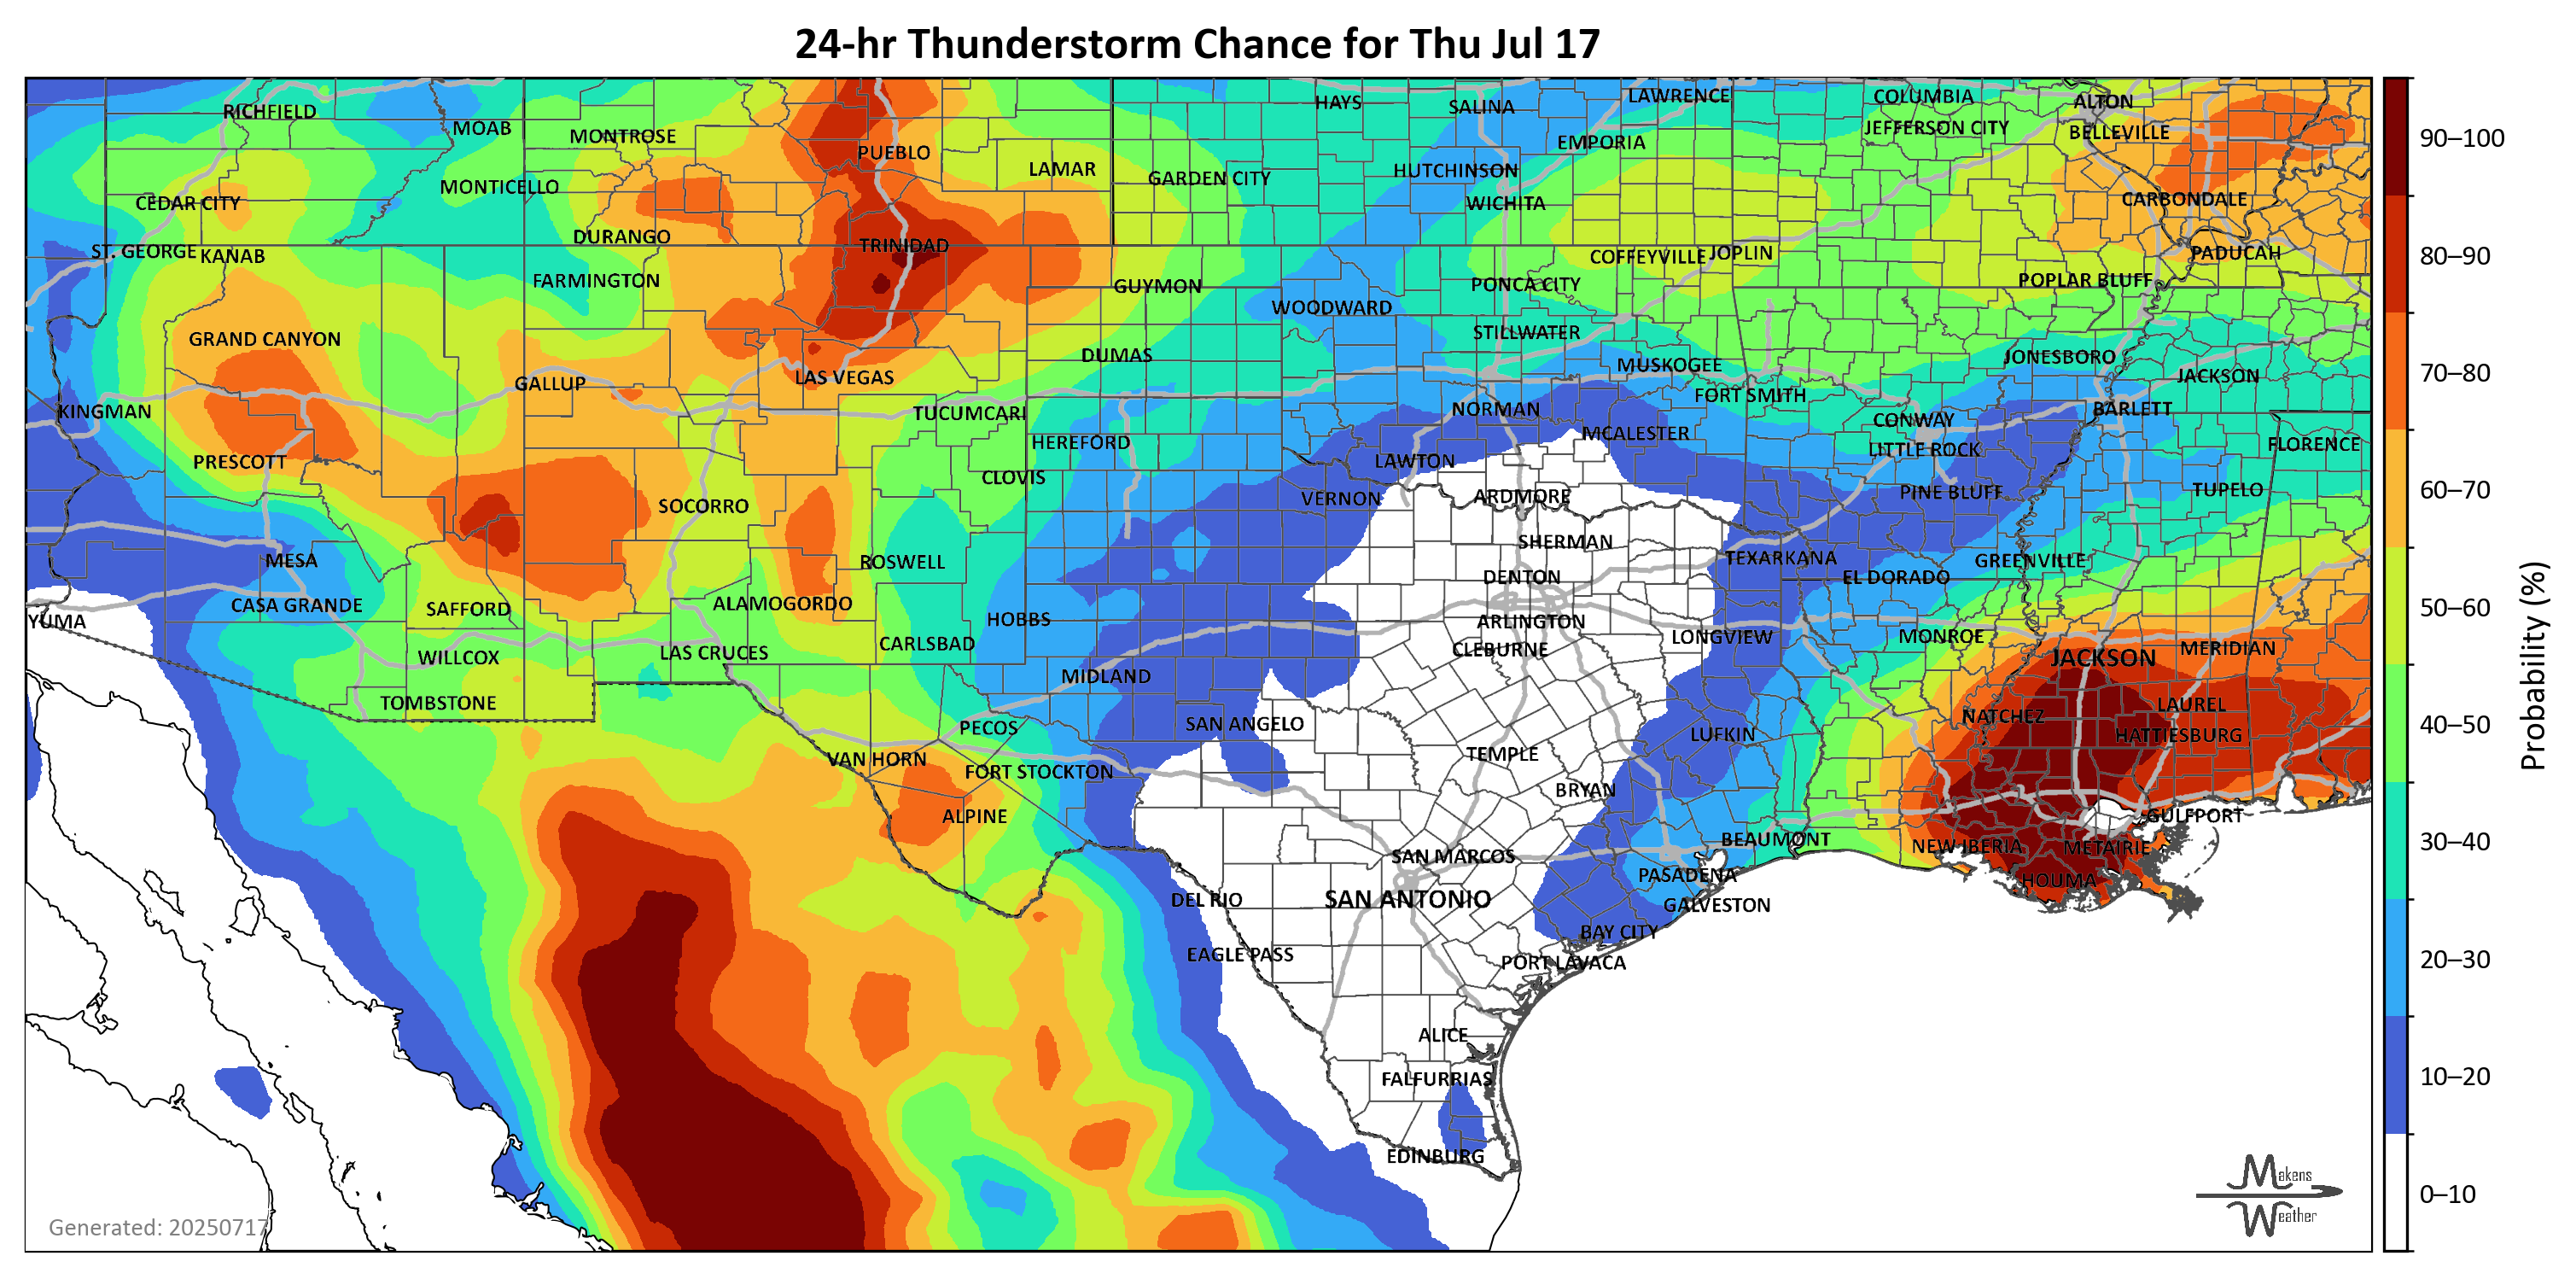 24-hr Thunderstorm Chance for Thu Jul 17
RICHFIELD
MOAB
MONTROSE
PUEBLO
LAMAR
HAYS
SALINA
LAWRENCE
COLUMBIA
ALTON
EMPORIA
JEFFERSON CITY
BELLEVILLE
CEDAR CITY
MONTICELLO
GARDEN CITY
HUTCHINSON
WICHITA
CARBONDALE
ST. GEORGE
KANAB
DURANGO
TRINIDAD
COFFEYVILLE
JOPLIN
PADUCAH
FARMINGTON
GUYMON
PONCA CITY
POPLAR BLUFF
WOODWARD
GRAND CANYON
STILLWATER
DUMAS
MUSKOGEE
JONESBORO
GALLUP
LAS VEGAS
FORT SMITH
JACKSON
KINGMAN
TUCUMCARI
NORMAN
CONWAY
BARLETT
HEREFORD
MCALESTER
LITTLE ROCK
FLORENCE
PRESCOTT
CLOVIS
LAWTON
SOCORRO
VERNON
ARDMORE
PINE BLUFF
TUPELO
MESA
ROSWELL
SHERMAN
TEXARKANA
GREENVILLE
DENTON
EL DORADO
CASA GRANDE
SAFFORD
ALAMOGORDO
HOBBS
YUMA
ARLINGTON
CLEBURNE
LONGVIEW
MONROE
WILLCOX
LAS CRUCES
CARLSBAD
MIDLAND
JACKSON
MERIDIAN
TOMBSTONE
PECOS
SAN ANGELO
LUFKIN
NATCHEZ
LAUREL
HATTIESBURG
VAN HORN
FORT STOCKTON
TEMPLE
BRYAN
ALPINE
GULFPORT
BEAUMONT
NEW IBERIA
METAIRIE
SAN MARCOS
PASADENA
HOUMA
DEL RIO
SAN ANTONIO
GALVESTON
BAY CITY
EAGLE PASS
PORT LAVACA
ALICE
FALFURRIAS
EDINBURG
Generated: 20250717
Makens
Weather
90–100
80–90
70–80
60–70
50–60
40–50
30–40
20–30
10–20
0–10
Probability (%)